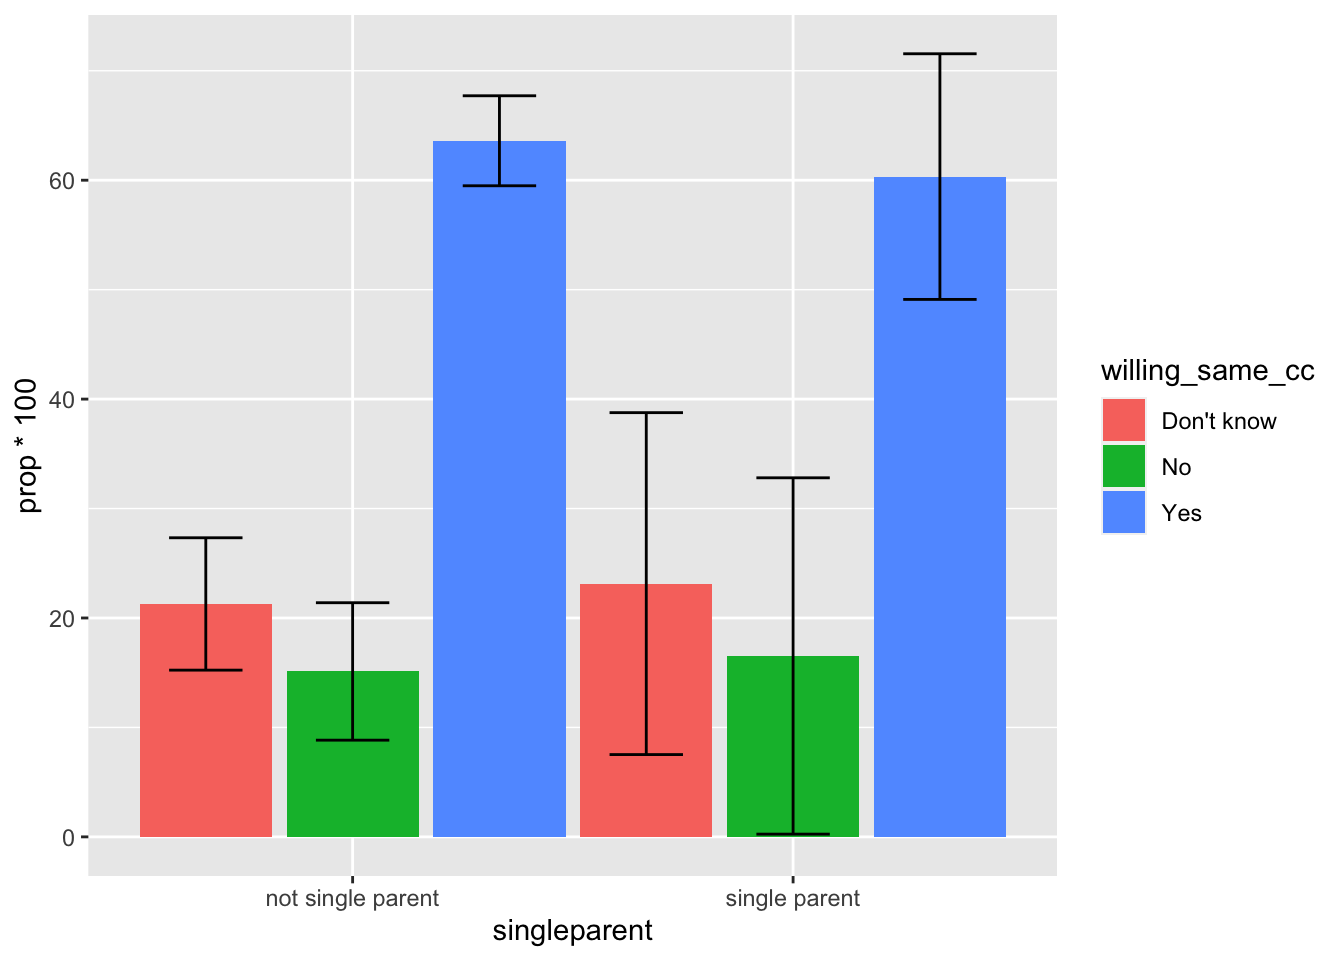 prop * 100
60
40
20
0
not single parent
single parent
singleparent
willing_same_cc
Don't know
No
Yes